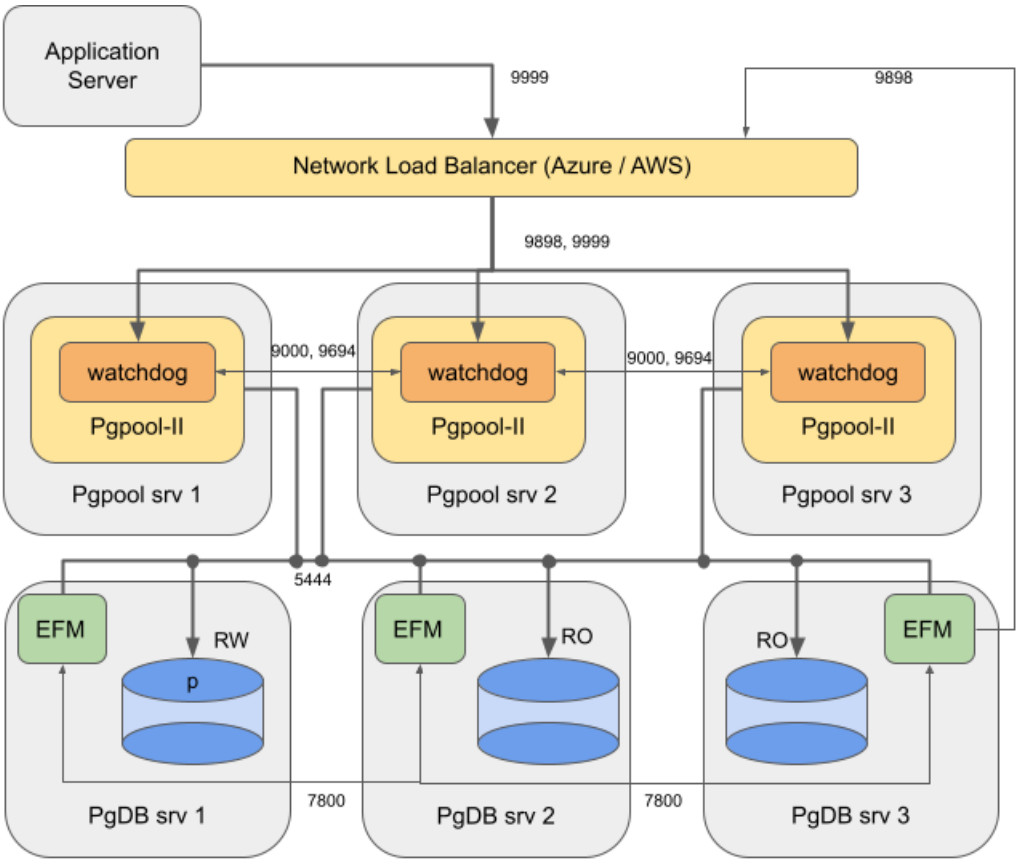 Application
Server
9999
9898
Network Load Balancer (Azure / AWS)
9898, 9999
watchdog
9000, 9694
watchdog
9000, 9694
watchdog
Pgpool-II
Pgpool-II
Pgpool-II
Pgpool srv 1
Pgpool srv 2
Pgpool srv 3
5444
EFM
RW
EFM
RO
RO
EFM
p
7800
7800
PgDB srv 1
PgDB srv 2
PgDB srv 3